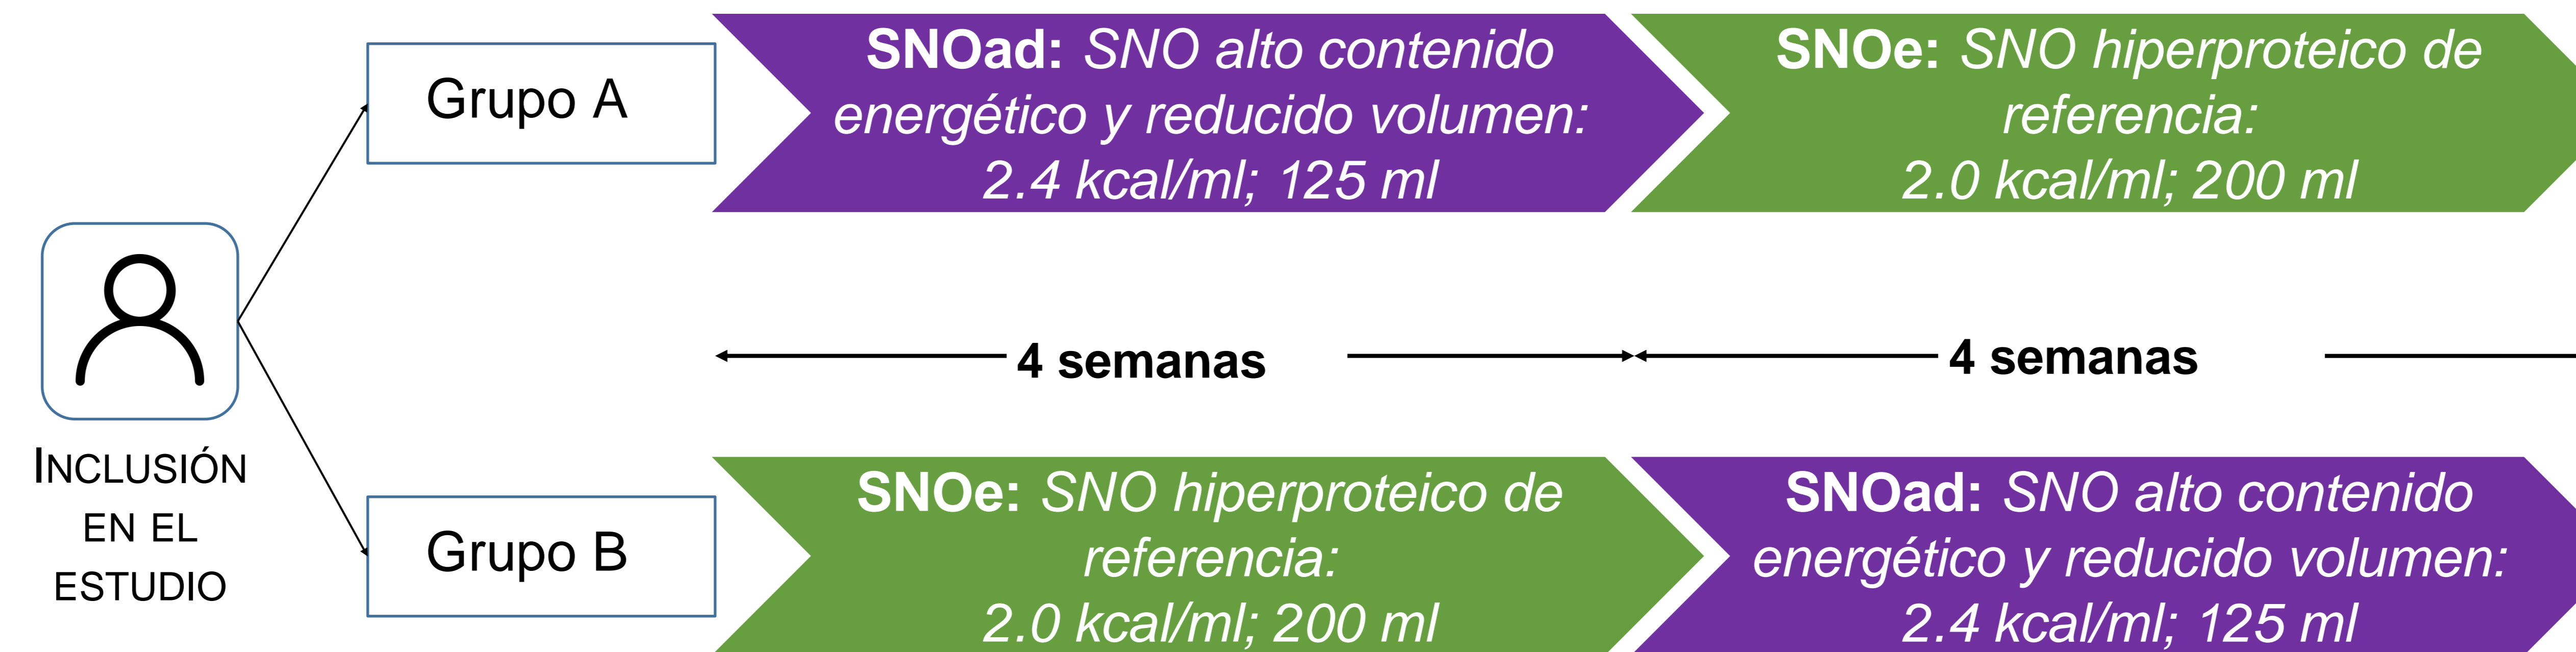 Grupo A
SNOad: SNO alto contenido
energético y reducido volumen:
2.4 kcal/ml; 125 ml
SNOe: SNO hiperproteico de
referencia:
2.0 kcal/ml; 200 ml
INCLUSIÓN
EN EL
ESTUDIO
4 semanas
4 semanas
Grupo B
SNOe: SNO hiperproteico de
referencia:
2.0 kcal/ml; 200 ml
SNOad: SNO alto contenido
energético y reducido volumen:
2.4 kcal/ml; 125 ml